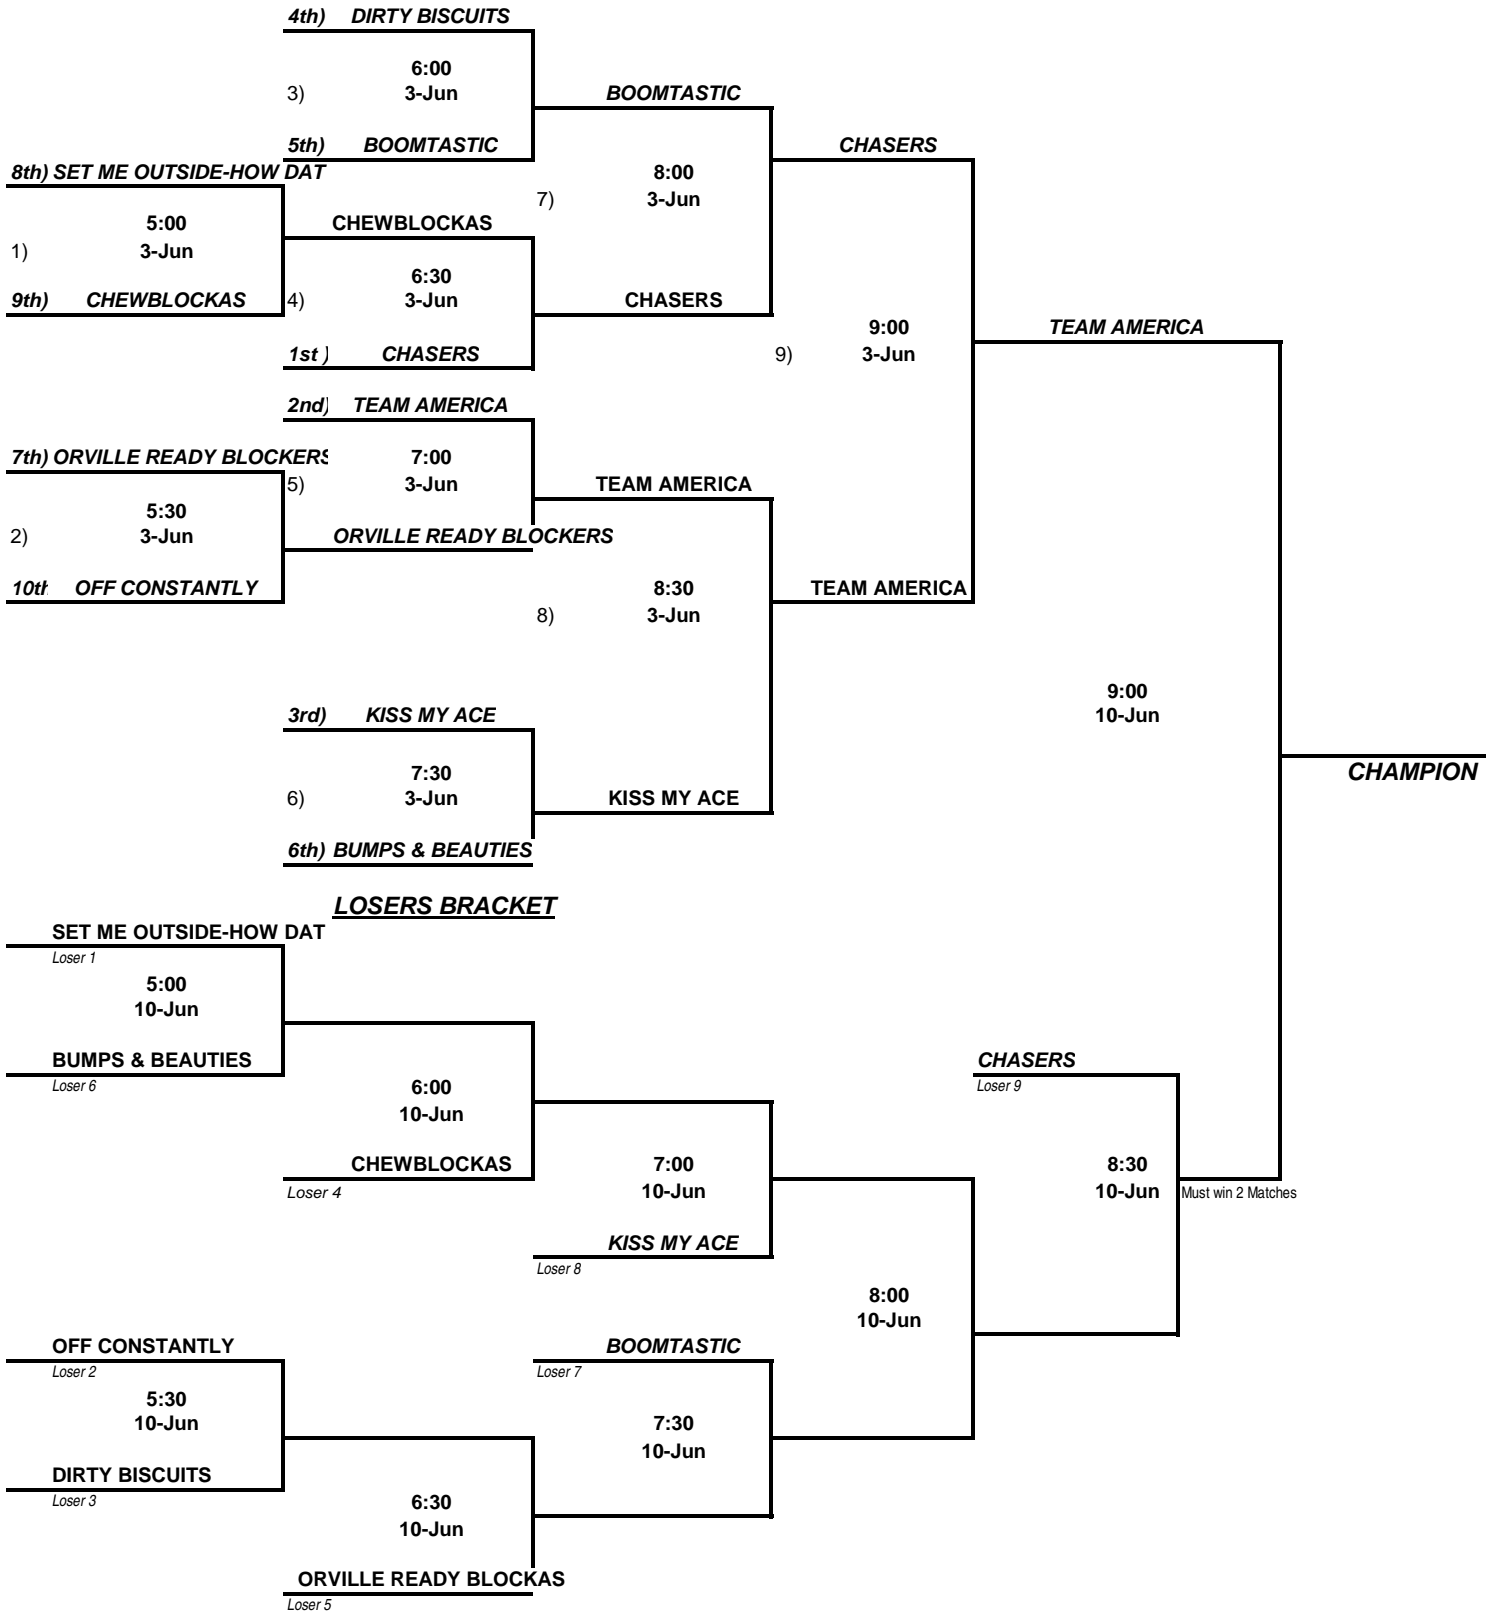 4th) DIRTY BISCUITS
6:00
3) 3-Jun
BOOMTASTIC
5th) BOOMTASTIC
CHASERS
8th) SET ME OUTSIDE-HOW DAT
8:00
7) 3-Jun
5:00
CHEWBLOCKAS
1) 3-Jun
6:30
9th) CHEWBLOCKAS
4) 3-Jun
CHASERS
9:00
TEAM AMERICA
1st ) CHASERS
9) 3-Jun
2nd) TEAM AMERICA
7th) ORVILLE READY BLOCKERS
7:00
5) 3-Jun
TEAM AMERICA
5:30
2) 3-Jun
ORVILLE READY BLOCKERS
10th OFF CONSTANTLY
8:30
TEAM AMERICA
8) 3-Jun
9:00
10-Jun
3rd) KISS MY ACE
CHAMPION
7:30
6) 3-Jun
KISS MY ACE
6th) BUMPS & BEAUTIES
LOSERS BRACKET
SET ME OUTSIDE-HOW DAT
Loser 1
5:00
10-Jun
BUMPS & BEAUTIES
Loser 6
CHASERS
Loser 9
6:00
10-Jun
CHEWBLOCKAS
Loser 4
7:00
10-Jun
8:30
10-Jun
Must win 2 Matches
KISS MY ACE
Loser 8
8:00
10-Jun
OFF CONSTANTLY
Loser 2
BOOMTASTIC
Loser 7
5:30
10-Jun
7:30
10-Jun
DIRTY BISCUITS
Loser 3
6:30
10-Jun
ORVILLE READY BLOCKAS
Loser 5